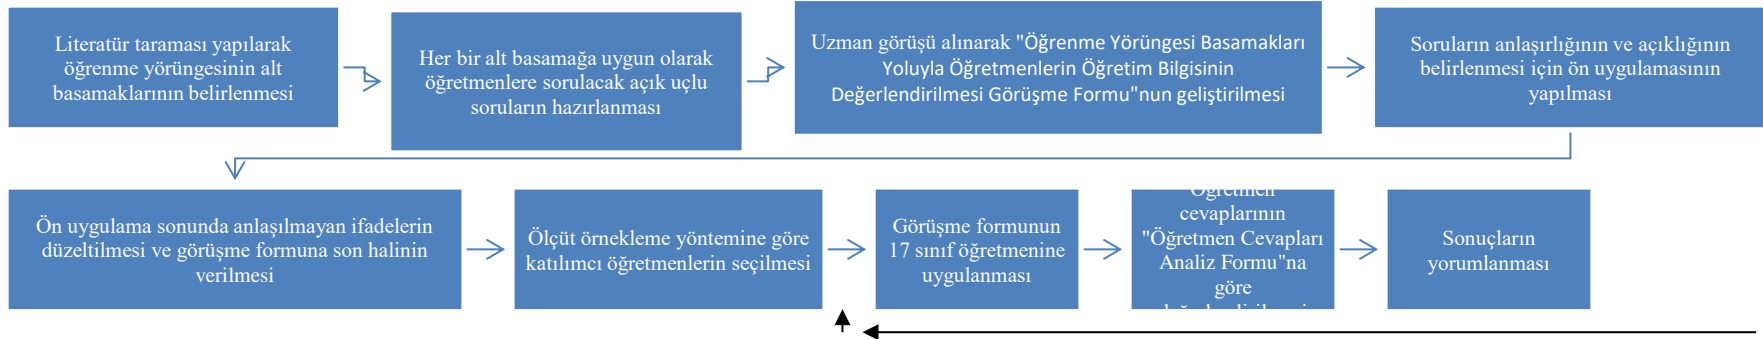 Literatür taraması yapılarak
öğrenme yörüngesinin alt
basamaklarının belirlenmesi
Her bir alt basamağa uygun olarak
öğretmenlere sorulacak açık uçlu
soruların hazırlanması
Uzman görüşü alınarak "Öğrenme Yörüngesi Basamakları
Yoluyla Öğretmenlerin Öğretim Bilgisinin
Değerlendirilmesi Görüşme Formu"nun geliştirilmesi
Soruların anlaşırlığının ve açıklığının
belirlenmesi için ön uygulamasının
yapılması
Ön uygulama sonunda anlaşılmayan ifadelerin
düzeltilmesi ve görüşme formuna son halinin
verilmesi
Ölçüt örnekleme yöntemine göre
katılımcı öğretmenlerin seçilmesi
Görüşme formunun
17 sınıf öğretmenine
uygulanması
Öğretmen
cevaplarının
"Öğretmen Cevapları
Analiz Formu"na
göre
Sonuçların
yorumlanması